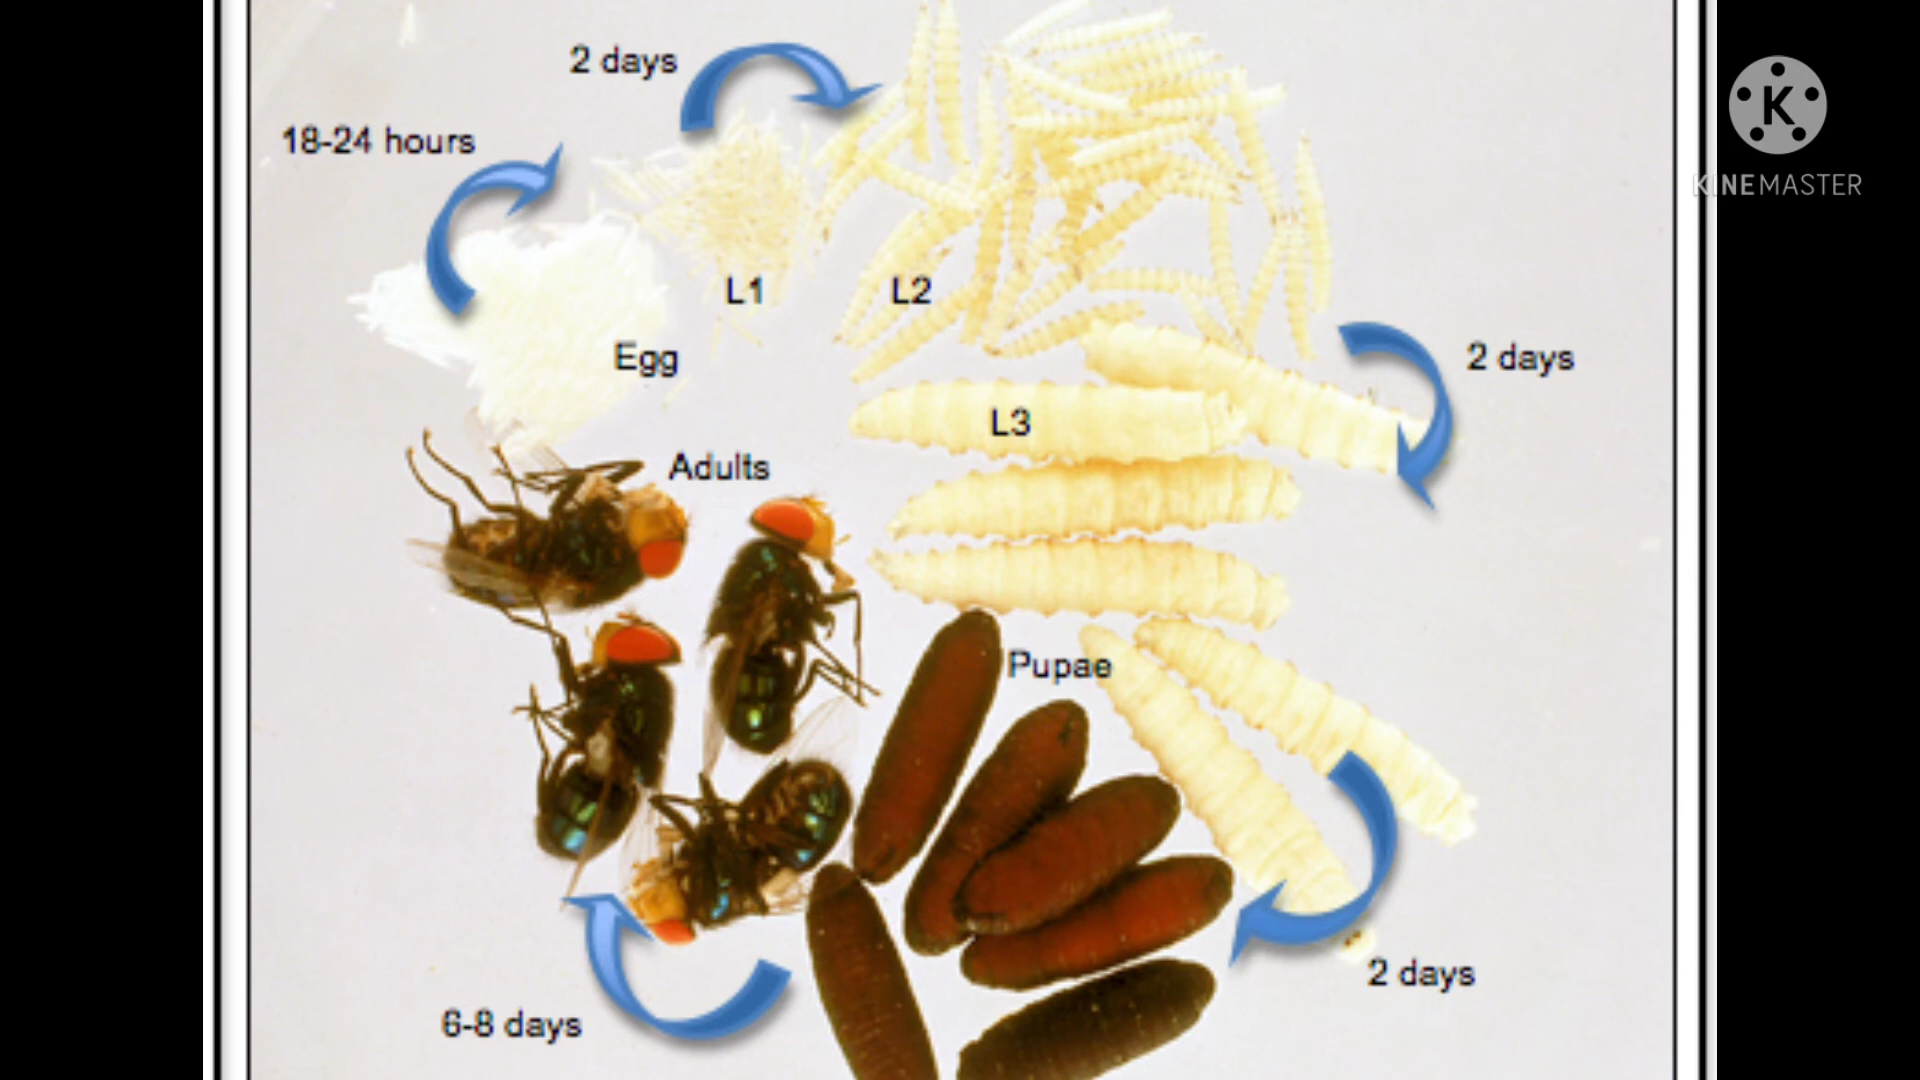 2 days
18-24 hours
L1
L2
Egg
2 days
L3
Adults
Pupae
2 days
6-8 days
K
KINEMASTER